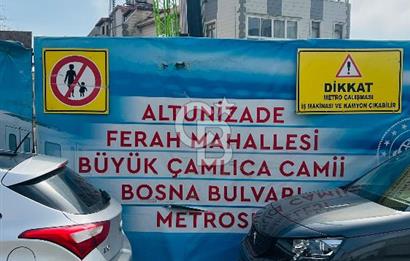 DİKKAT
METRO ÇALIŞMASI
İŞ MAKİNASI VE KAMYON ÇIKABİLİR
ALTUNİZADE
FERAH MAHALLESİ
BÜYÜK ÇAMLICA CAMİİ
BOSNA BULVARI